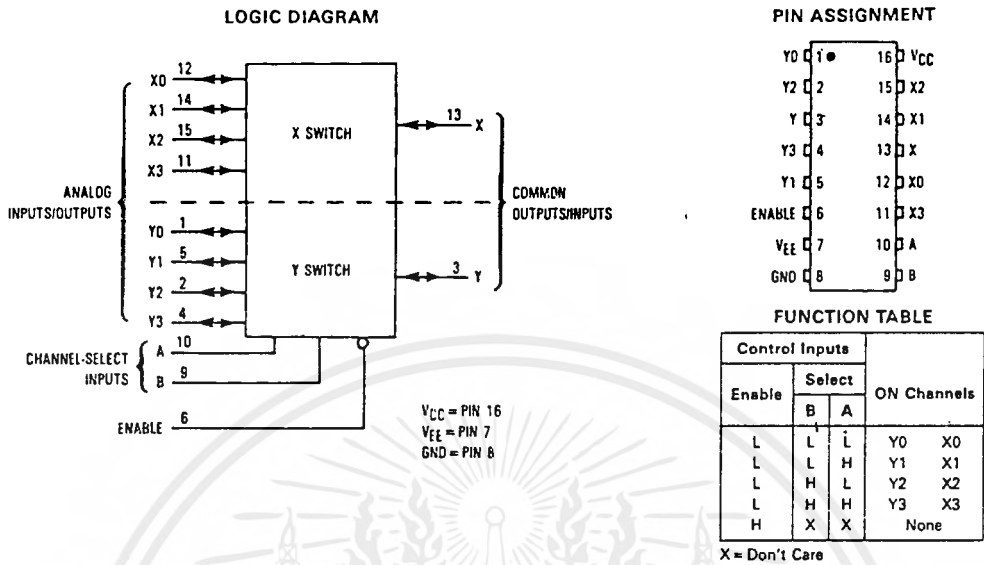 LOGIC DIAGRAM
X0 12
X1 14
X2 15
X3 11
X SWITCH
13 X
ANALOG
INPUTS/OUTPUTS
COMMON
OUTPUTS/INPUTS
Y0 1
Y1 5
Y2 2
Y3 4
Y SWITCH
3 Y
CHANNEL-SELECT
INPUTS
A 10
B 9
ENABLE 6
VCC = PIN 16
VEE = PIN 7
GND = PIN 8
PIN ASSIGNMENT
Y0 1 16 VCC
Y2 2 15 X2
Y 3 14 X1
Y3 4 13 X
Y1 5 12 X0
ENABLE 6 11 X3
VEE 7 10 A
GND 8 9 B
FUNCTION TABLE
Control Inputs
Enable Select ON Channels
B A
L L L Y0 X0
L L H Y1 X1
L H L Y2 X2
L H H Y3 X3
H X X None
X = Don't Care